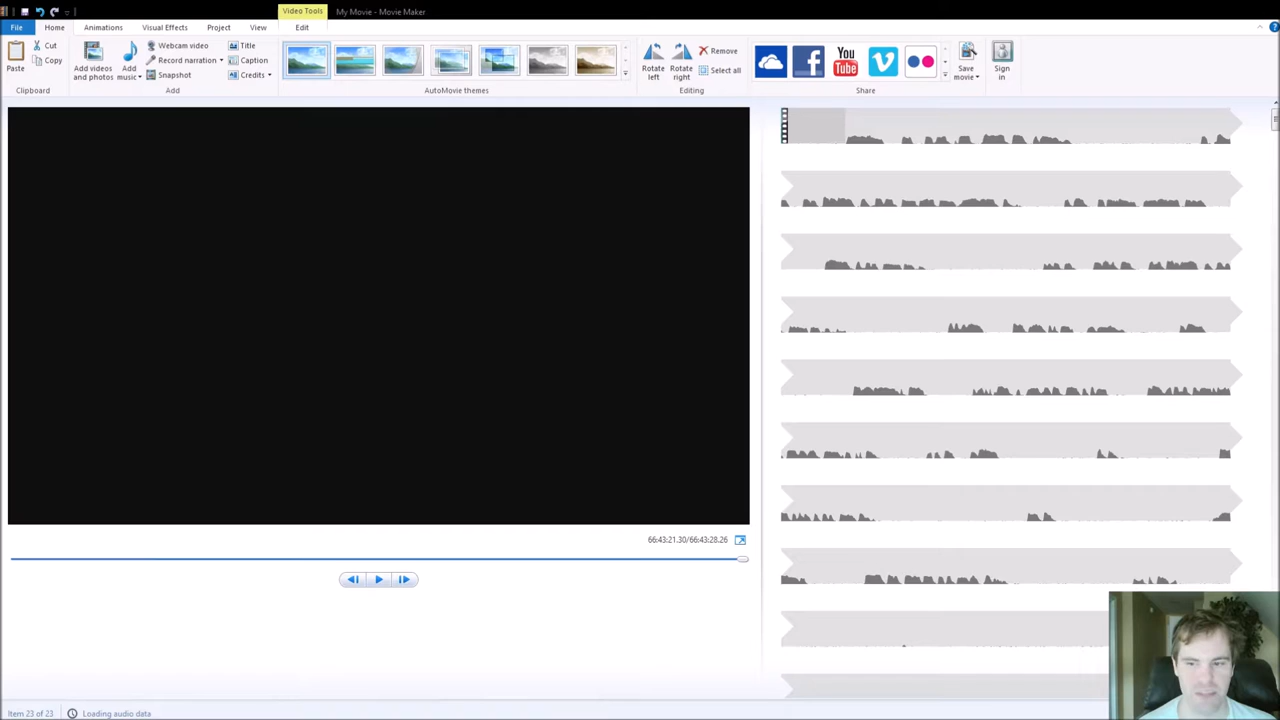 Video Tools
My Movie - Movie Maker
File Home Animations Visual Effects Project View Edit
Paste
Cut
Copy
Clipboard
Add videos
and photos
Add
music
Webcam video
Record narration
Snapshot
Title
Caption
Credits
Add
AutoMovie themes
Rotate
left
Rotate
right
Remove
Select all
Editing
You
Tube
Share
Save
movie
Sign
in
66:43:21.30/66:43:28.26
Item 23 of 23
Loading audio data